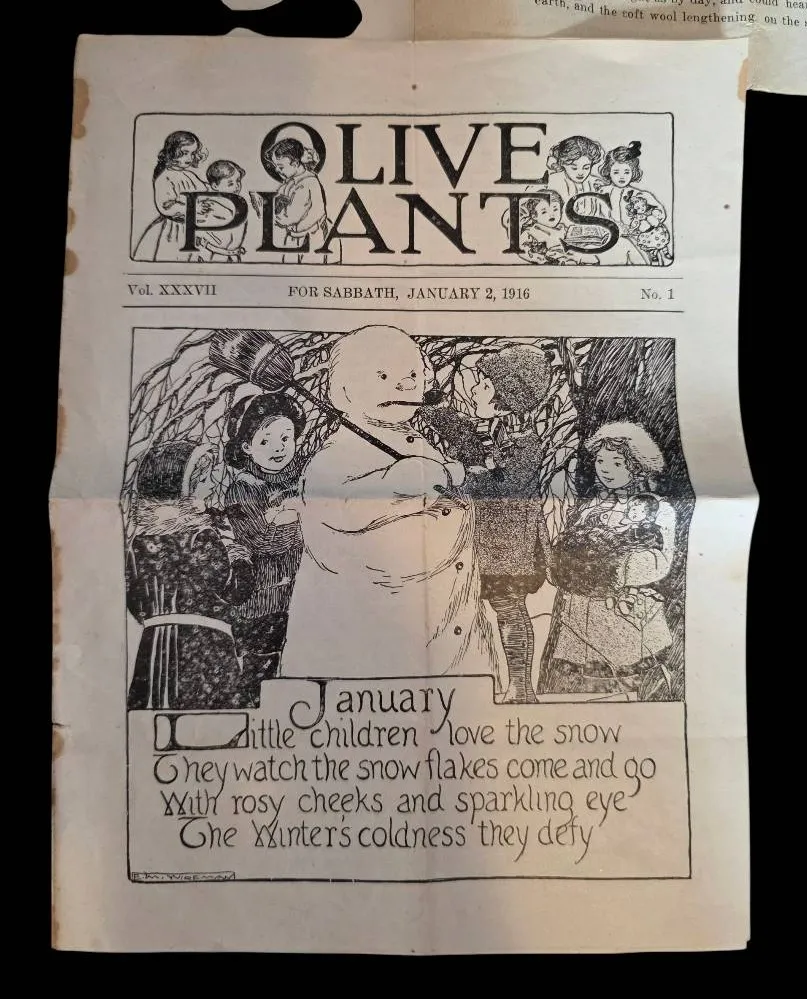 earth, and the soft wool lengthening on the
OLIVE
PLANTS
Vol. XXXVII FOR SABBATH, JANUARY 2, 1916 No. 1
January
Little children love the snow
They watch the snow flakes come and go
With rosy cheeks and sparkling eye
The Winter's coldness they defy
E.M. WIREMAN